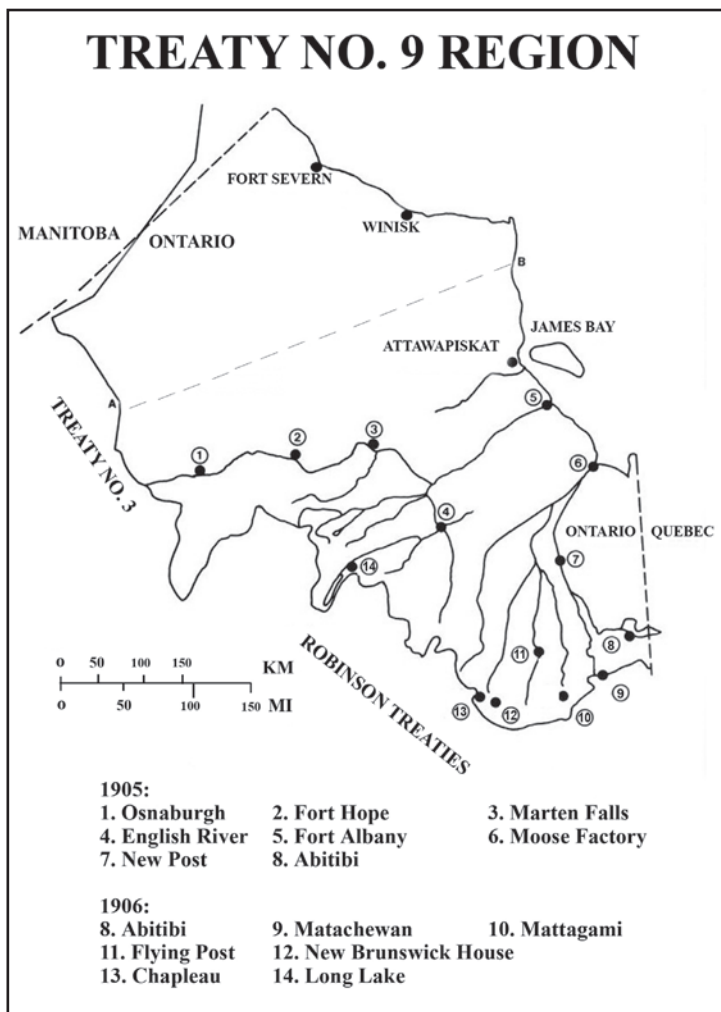 TREATY NO. 9 REGION
FORT SEVERN
WINISK
MANITOBA
ONTARIO
B
JAMES BAY
ATTAWAPISKAT
A
5
TREATY NO. 3
1
2
3
6
4
ONTARIO
QUEBEC
14
7
8
11
9
ROBINSON TREATIES
13
12
10
0 50 100 150 KM
0 50 100 150 MI
1905:
1. Osnaburgh 2. Fort Hope 3. Marten Falls
4. English River 5. Fort Albany 6. Moose Factory
7. New Post 8. Abitibi
1906:
8. Abitibi 9. Matachewan 10. Mattagami
11. Flying Post 12. New Brunswick House
13. Chapleau 14. Long Lake